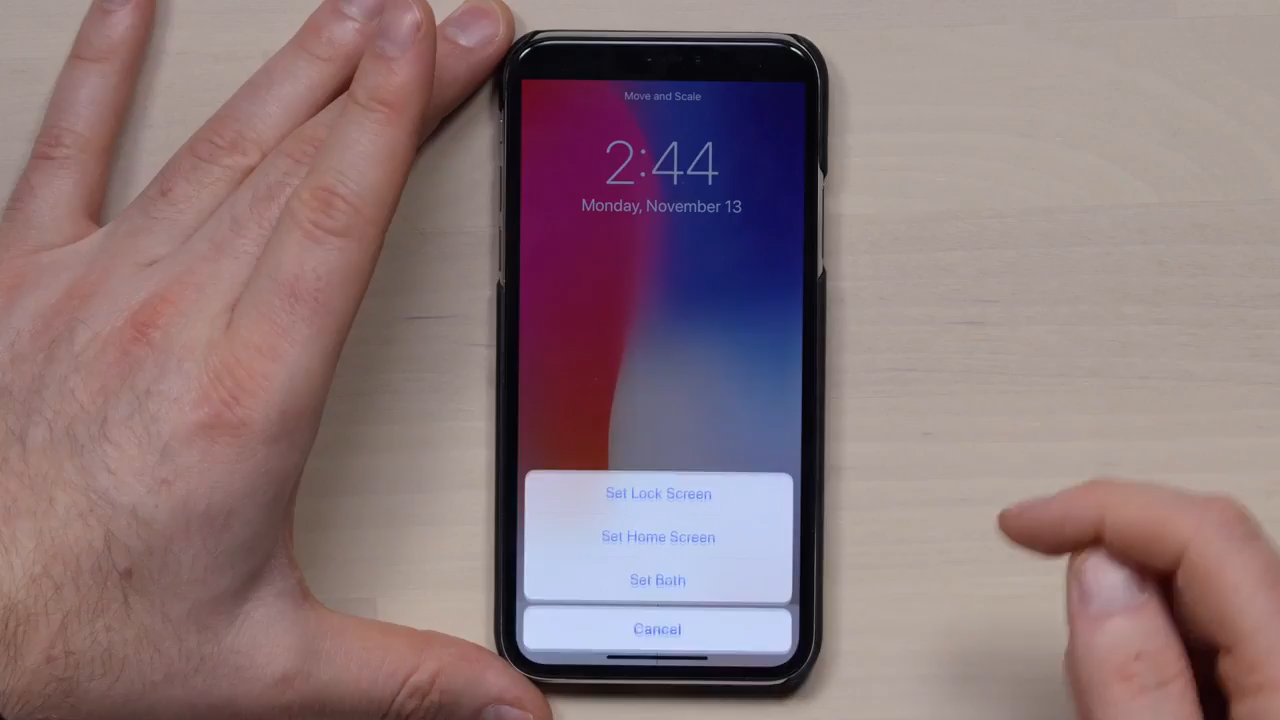 Move and Scale
2:44
Monday, November 13
Set Lock Screen
Set Home Screen
Set Both
Cancel